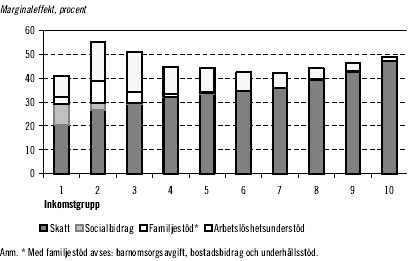 Marginaleffekt, procent
60
50
40
30
20
10
0
1 2 3 4 5 6 7 8 9 10
Inkomstgrupp
Skatt Socialbidrag Familjestöd* Arbetslöshetsunderstöd
Anm. * Med familjestöd avses: barnomsorgsavgift, bostadsbidrag och underhållsstöd.